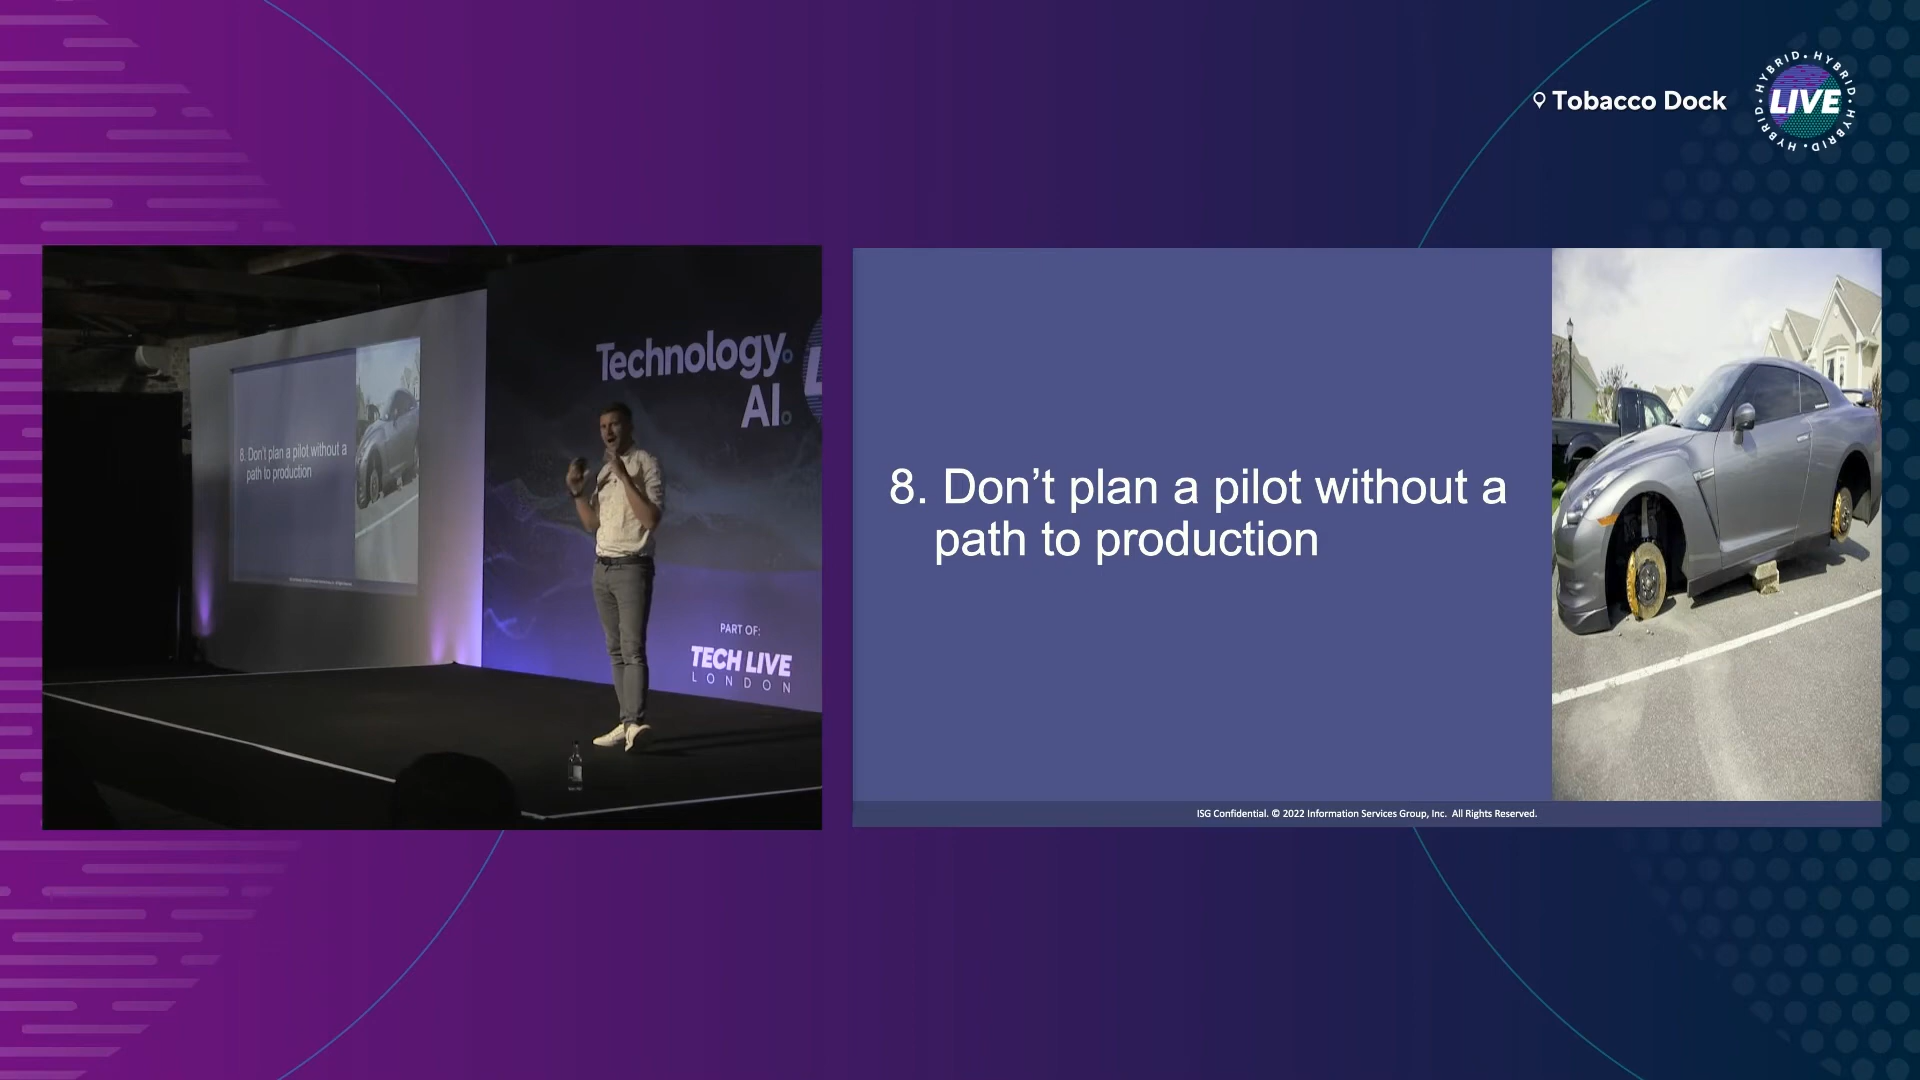 Tobacco Dock
HYBRID • HYBRID • HYBRID • HYBRID •
LIVE
Technology
AI
8. Don't plan a pilot without a
path to production
PART OF:
TECH LIVE
LONDON
8. Don’t plan a pilot without a
path to production
ISG Confidential. © 2022 Information Services Group, Inc. All Rights Reserved.